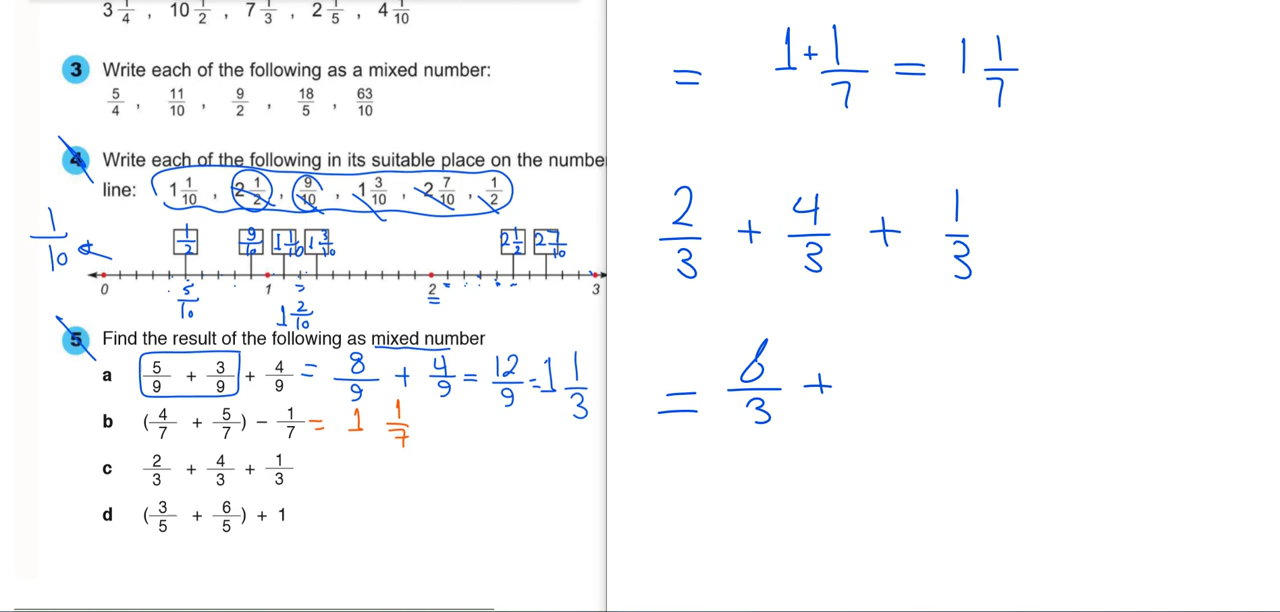 3 1/4 , 10 1/2 , 7 1/3 , 2 1/5 , 4 1/10
3 Write each of the following as a mixed number:
5/4 , 11/10 , 9/2 , 18/5 , 63/10
4 Write each of the following in its suitable place on the numbe
line: 1 1/10 , 2 1/2 , 9/10 , 1 3/10 , 2 7/10 , 1/2
1/10
1/2 9/10 1 1/10 1 3/10 2 1/2 2 7/10
0 1 2 3
5/10 1 2/10
5 Find the result of the following as mixed number
a 5/9 + 3/9 + 4/9 = 8/9 + 4/9 = 12/9 = 1 1/3
b (4/7 + 5/7) − 1/7 = 1 1/7
c 2/3 + 4/3 + 1/3
d (3/5 + 6/5) + 1
= 1 + 1/7 = 1 1/7
2/3 + 4/3 + 1/3
= 6/3 +